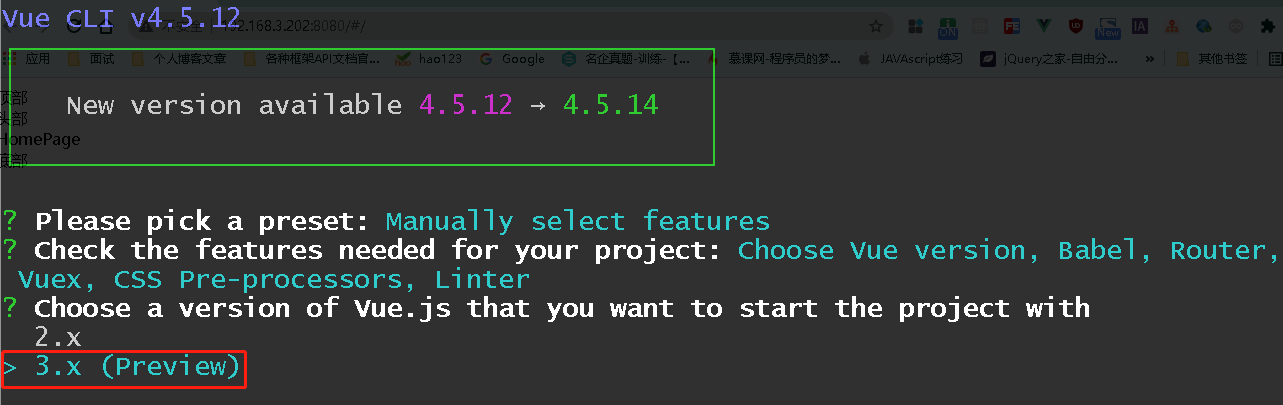 Vue CLI v4.5.12
192.168.3.202:8080/#/
New
应用 面试 个人博客文章 各种框架API文档官... hao123 Google 名企真题-训练-【... 慕课网-程序员的梦... JAVAscript练习 jQuery之家-自由分... » 其他书签
顶部
New version available 4.5.12 → 4.5.14
头部
HomePage
底部
? Please pick a preset: Manually select features
? Check the features needed for your project: Choose Vue version, Babel, Router,
Vuex, CSS Pre-processors, Linter
? Choose a version of Vue.js that you want to start the project with
2.x
> 3.x (Preview)